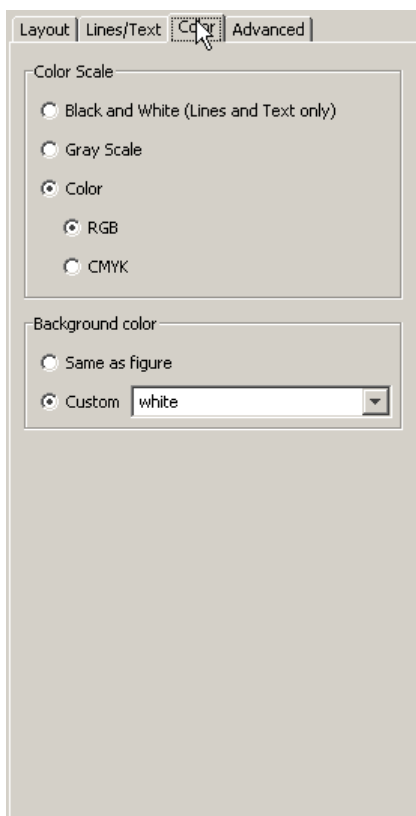 Layout Lines/Text Color Advanced
Color Scale
Black and White (Lines and Text only)
Gray Scale
Color
RGB
CMYK
Background color
Same as figure
Custom white